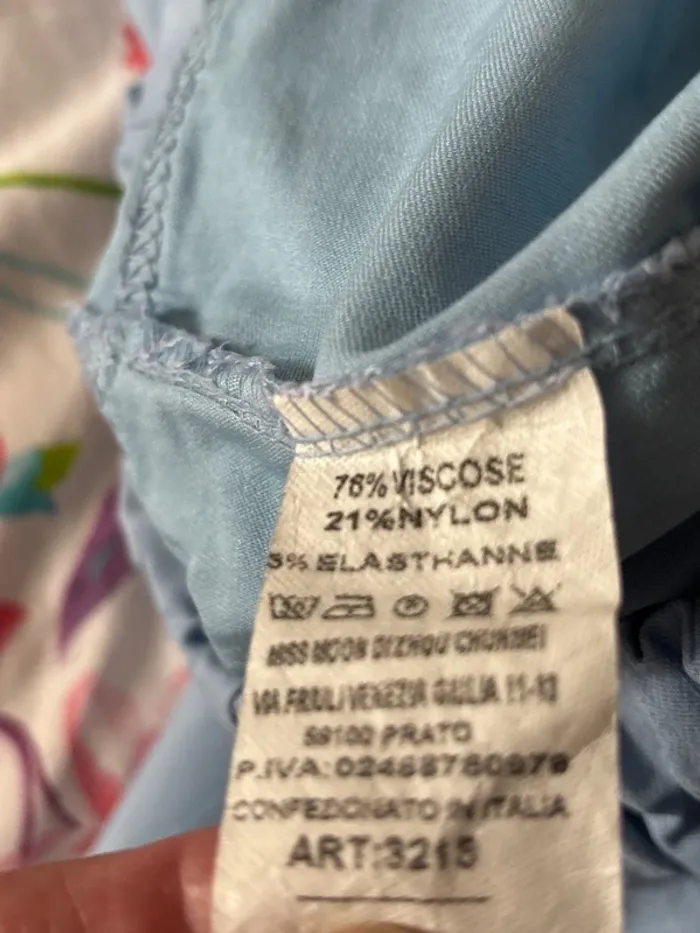 76% VISCOSE
21%NYLON
3% ELASTHANNE
VIA FRIULI VENEZIA GIULIA 11-13
59100 PRATO
P.IVA:
CONFEZIONATO IN ITALIA
ART:3215